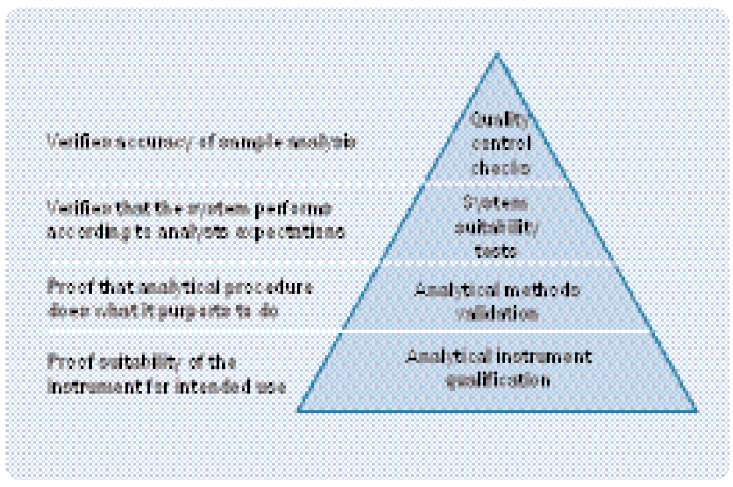 Quality
control
checks
Verifies accuracy of sample analysis
System
suitability
tests
Verifies that the system performs
according to analysts expectations
Analytical methods
validation
Proof that analytical procedure
does what it purports to do
Analytical instrument
qualification
Proof suitability of the
instrument for intended use